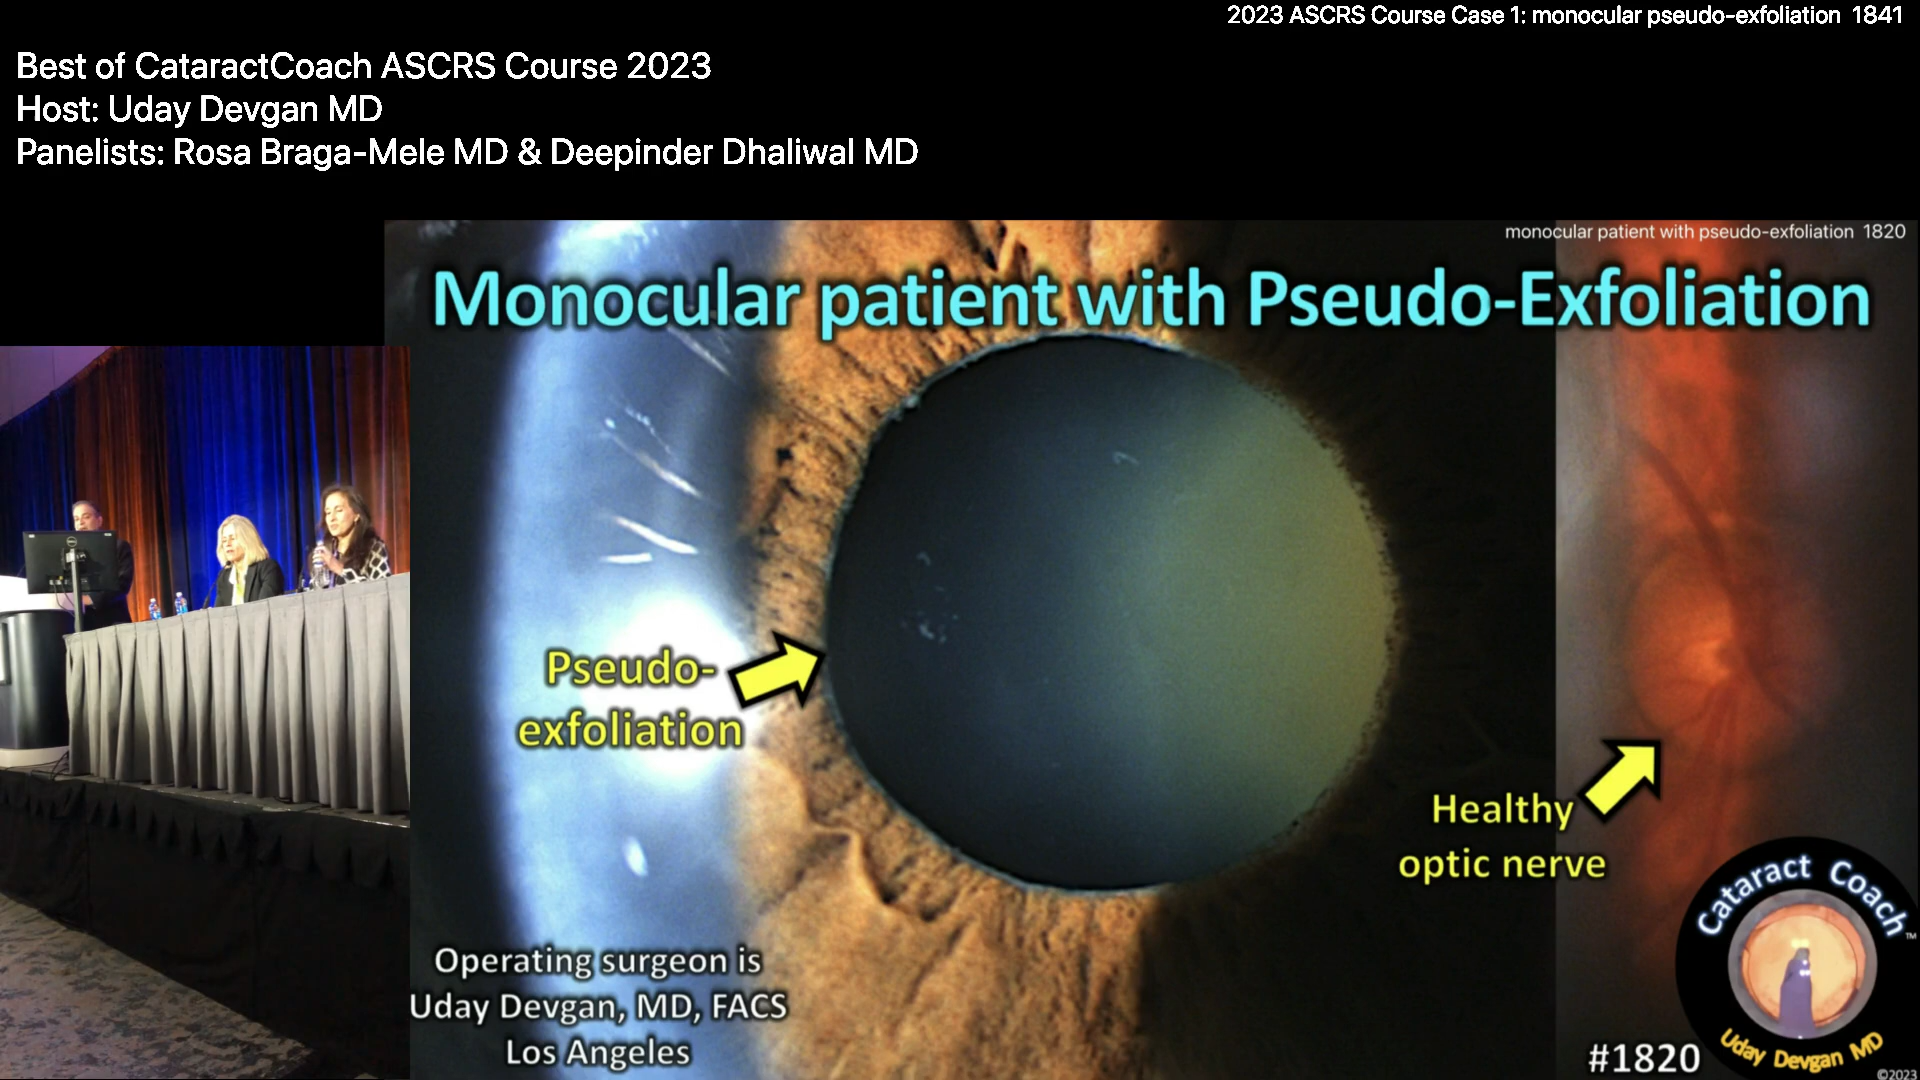 2023 ASCRS Course Case 1: monocular pseudo-exfoliation 1841
Best of CataractCoach ASCRS Course 2023
Host: Uday Devgan MD
Panelists: Rosa Braga-Mele MD & Deepinder Dhaliwal MD
monocular patient with pseudo-exfoliation 1820
Monocular patient with Pseudo-Exfoliation
Pseudo-
exfoliation
Healthy
optic nerve
Operating surgeon is
Uday Devgan, MD, FACS
Los Angeles
#1820
Cataract Coach™
Uday Devgan MD
©2023